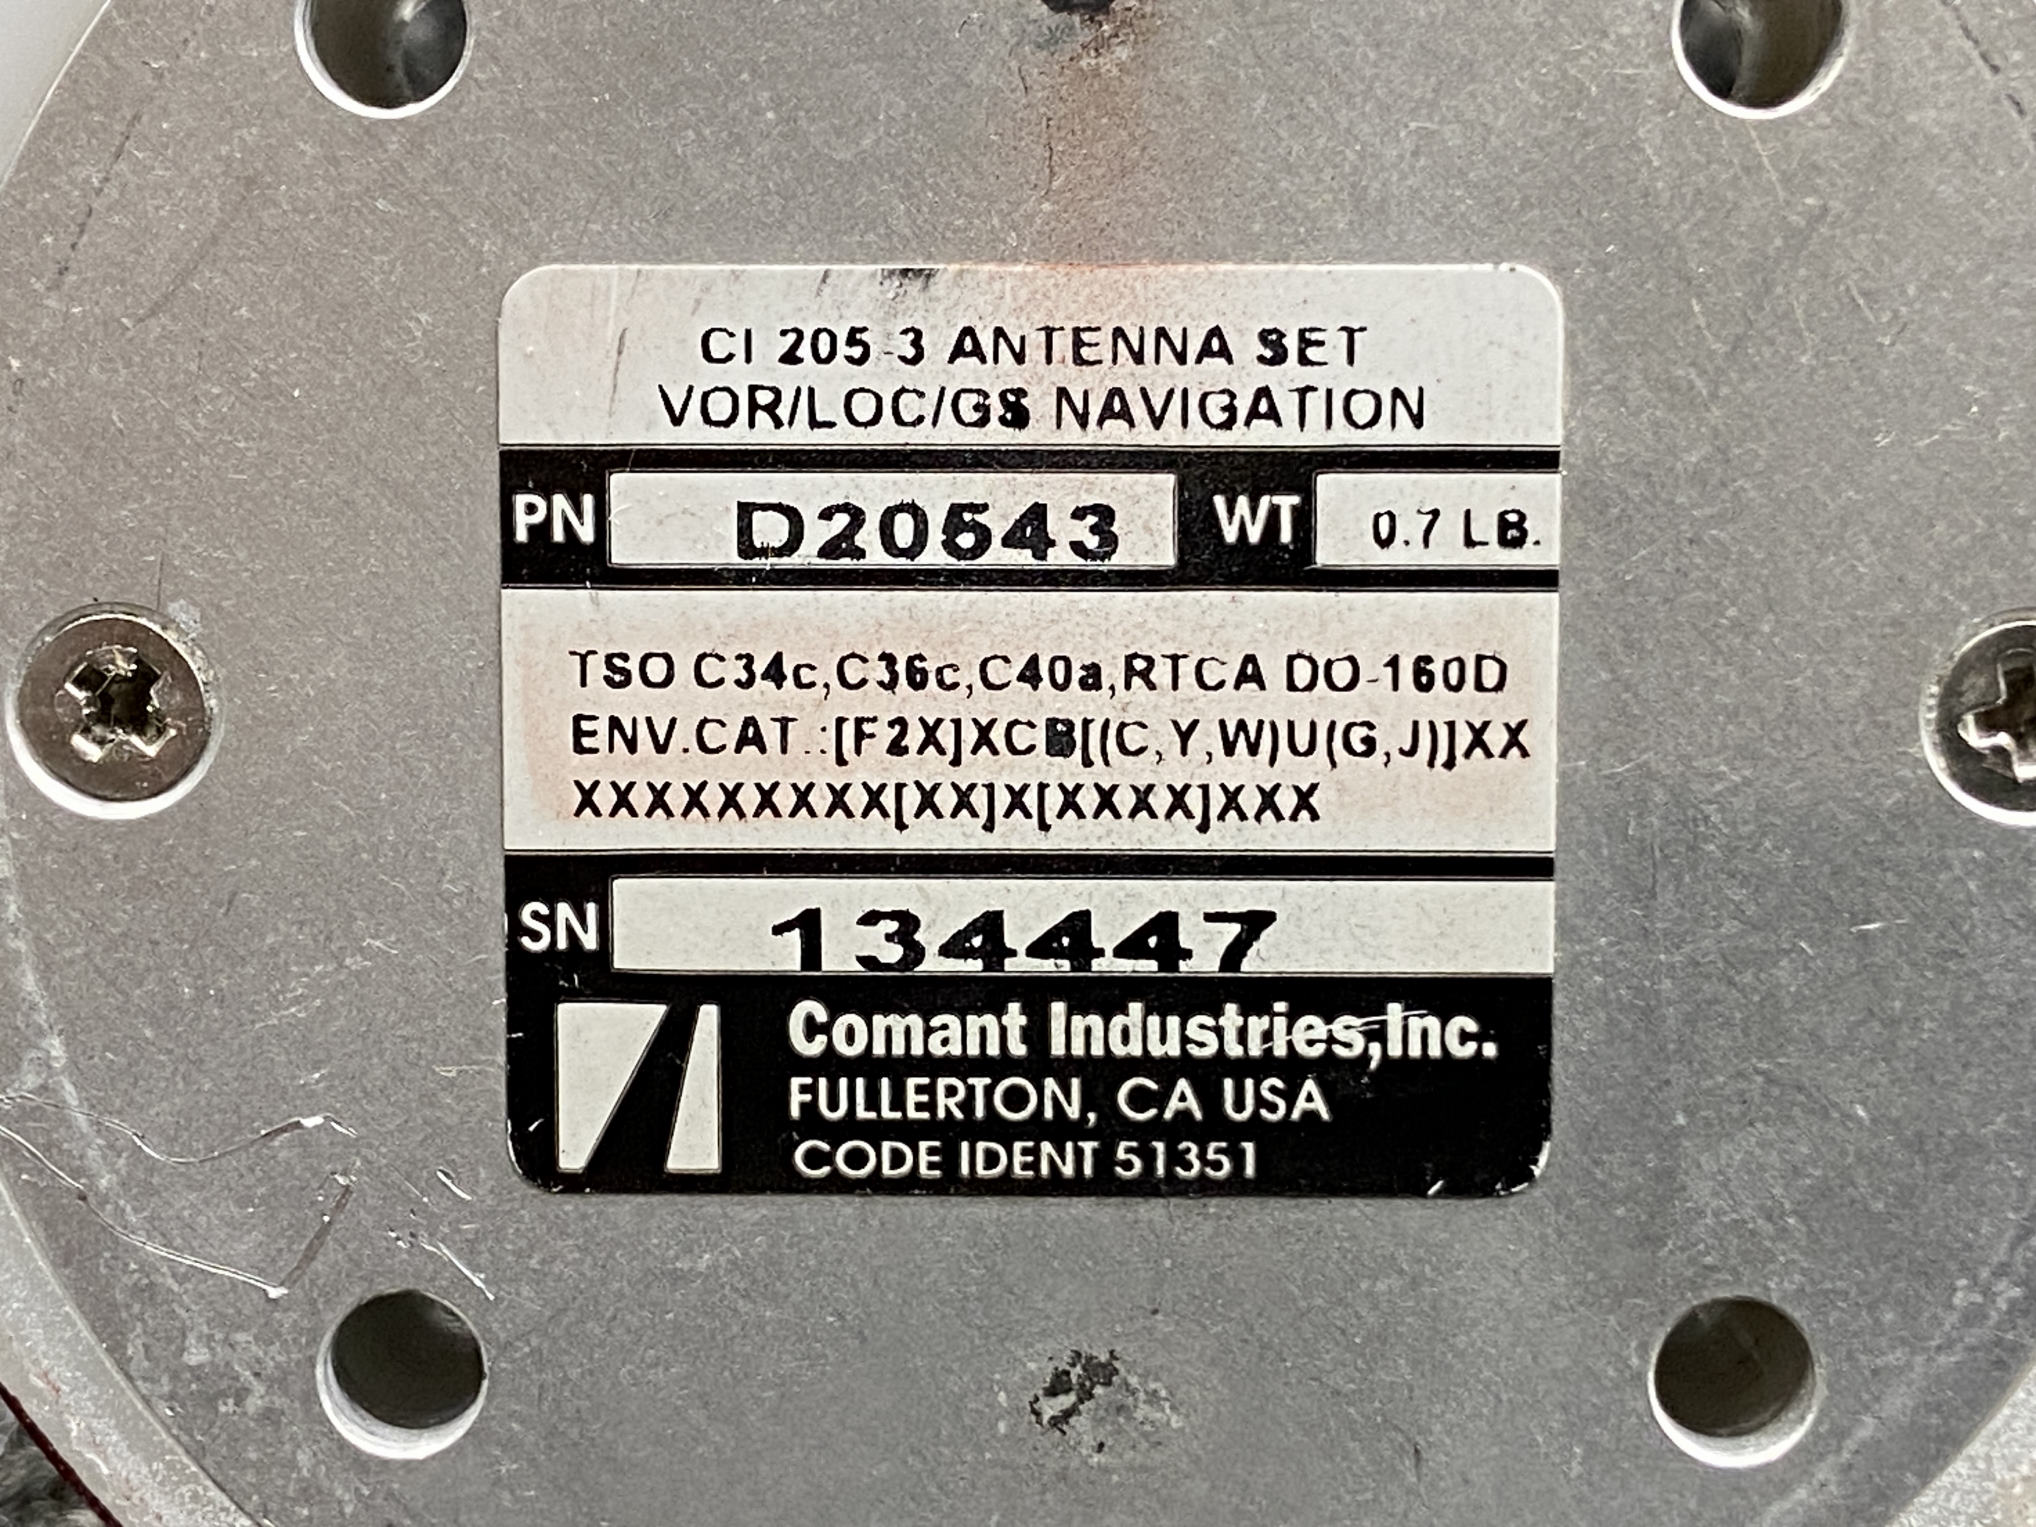 CI 205-3 ANTENNA SET
VOR/LOC/GS NAVIGATION
PN D20543 WT 0.7 LB.
TSO C34c,C36c,C40a,RTCA DO-160D
ENV.CAT.:[F2X]XCB[(C,Y,W)U(G,J)]XX
XXXXXXXXX[XX]X[XXXX]XXX
SN 134447
Comant Industries,Inc.
FULLERTON, CA USA
CODE IDENT 51351